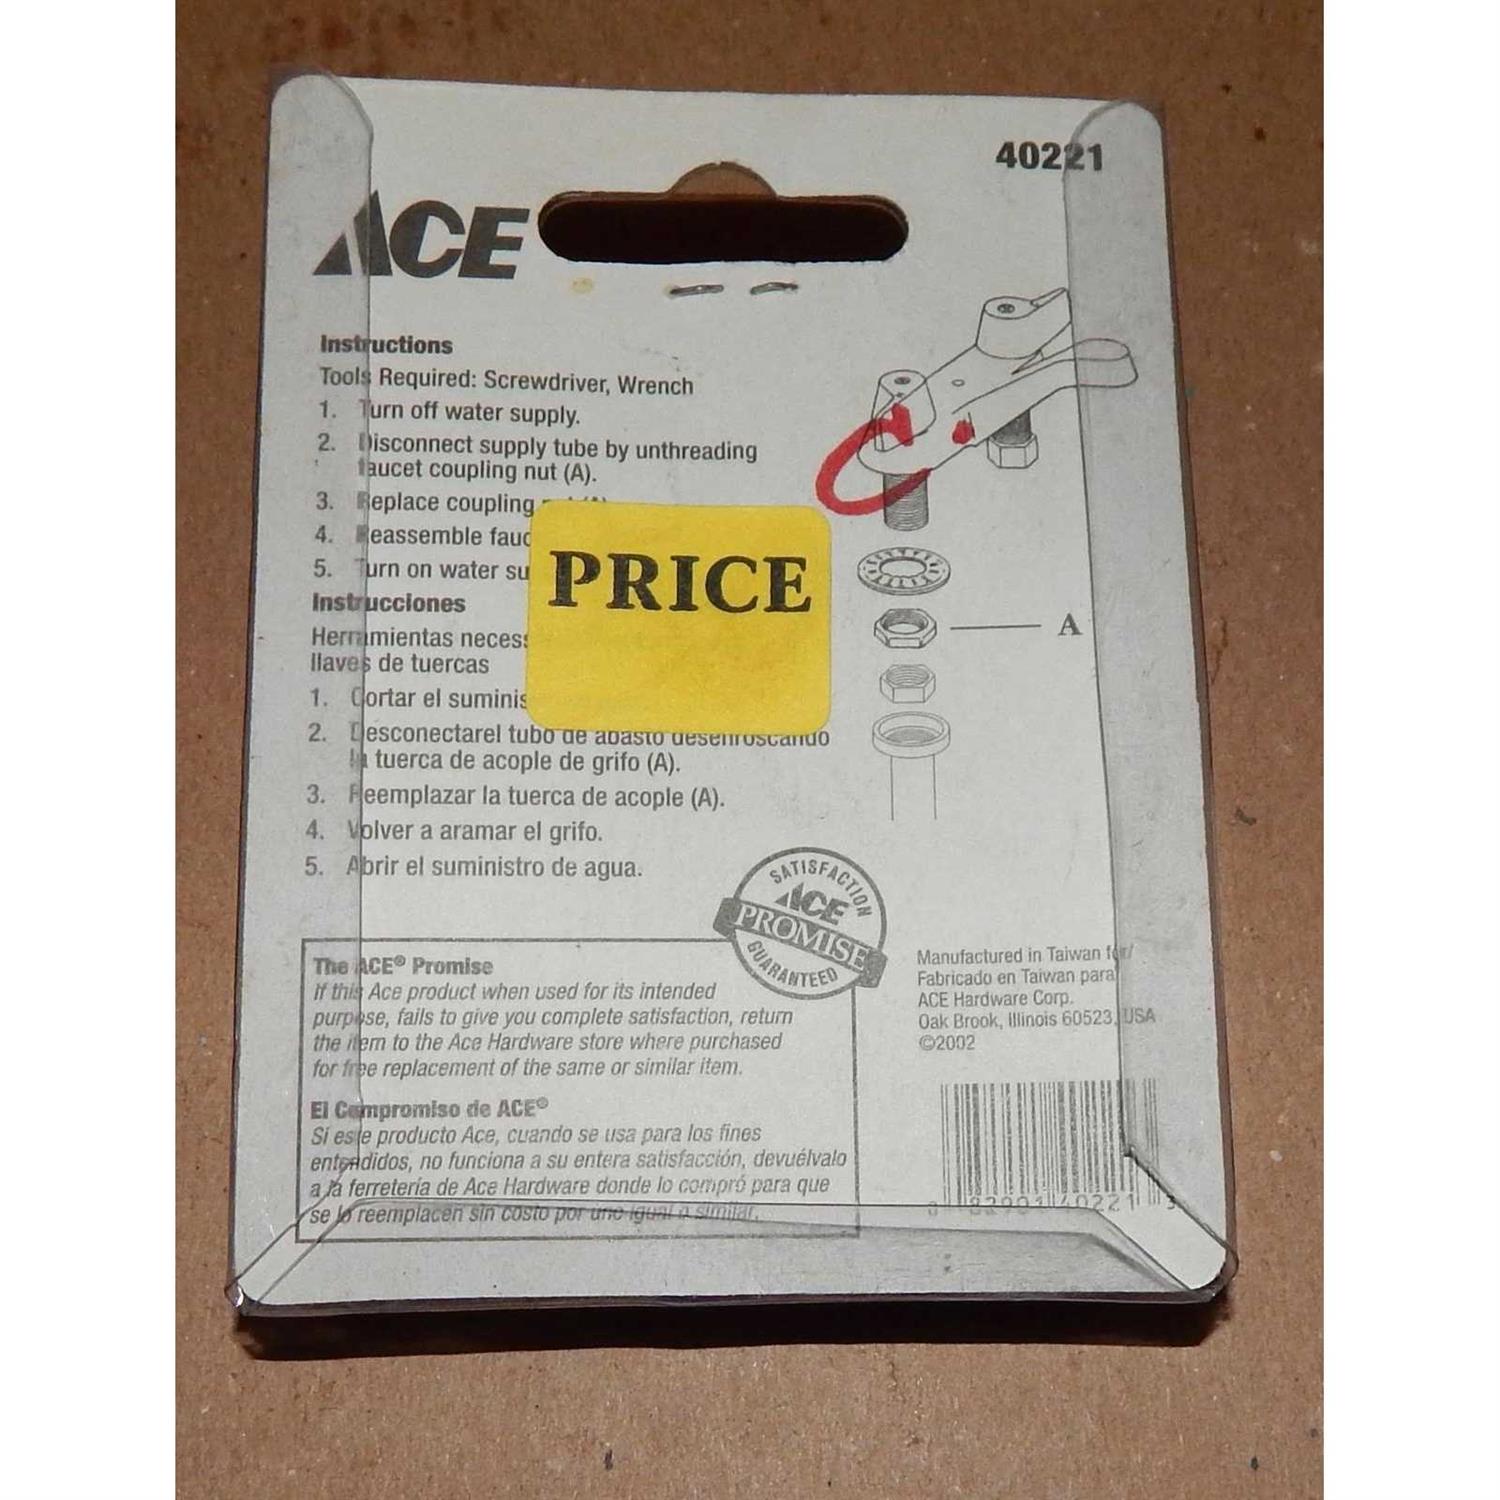 40221
ACE
Instructions
Tools Required: Screwdriver, Wrench
1. Turn off water supply.
2. Disconnect supply tube by unthreading
faucet coupling nut (A).
3. Replace coupling
4. Reassemble
5. Turn on water
PRICE
Instrucciones
Herramientas
llaves de tuercas
1. Cortar el
2. Desconectarel tubo de abasto desenroscando
la tuerca de acople de grifo (A).
3. Reemplazar la tuerca de acople (A).
4. Volver a aramar el grifo.
5. Abrir el suministro de agua.
A
SATISFACTION
ACE
PROMISE
GUARANTEED
The ACE® Promise
If this Ace product when used for its intended
purpose, fails to give you complete satisfaction, return
the item to the Ace Hardware store where purchased
for free replacement of the same or similar item.
El Compromiso de ACE®
Si este producto Ace, cuando se usa para los fines
entendidos, no funciona a su entera satisfacción, devuélvalo
a la ferretería de Ace Hardware donde lo compró para que
se lo reemplacen sin costo por uno igual o similar.
Manufactured in Taiwan for/
Fabricado en Taiwan para
ACE Hardware Corp.
Oak Brook, Illinois 60523, USA
©2002
0 82901 40221 3